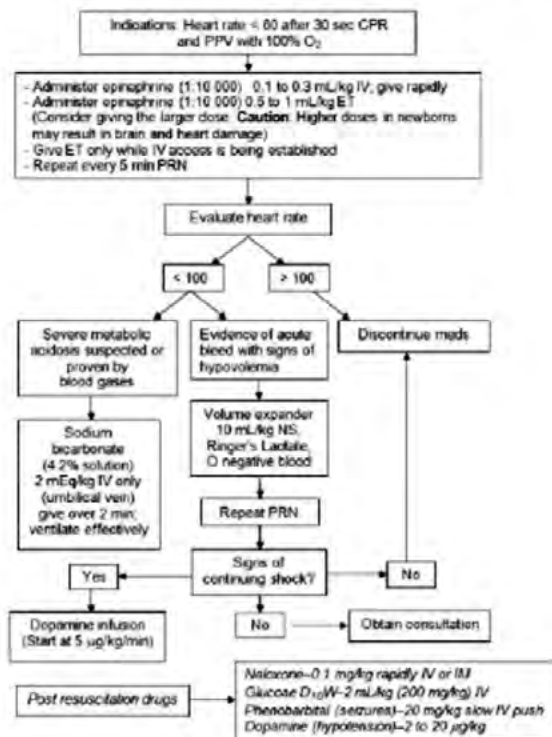 Indications: Heart rate < 60 after 30 sec CPR
and PPV with 100% O₂
- Administer epinephrine (1:10 000) 0.1 to 0.3 mL/kg IV; give rapidly
- Administer epinephrine (1:10 000) 0.5 to 1 mL/kg ET
(Consider giving the larger dose. Caution: Higher doses in newborns
may result in brain and heart damage)
- Give ET only while IV access is being established
- Repeat every 5 min PRN
Evaluate heart rate
< 100
> 100
Severe metabolic
acidosis suspected or
proven by
blood gases
Evidence of acute
bleed with signs of
hypovolemia
Discontinue meds
Sodium
bicarbonate
(4.2% solution)
2 mEq/kg IV only
(umbilical vein)
give over 2 min;
ventilate effectively
Volume expander
10 mL/kg NS,
Ringer's Lactate,
O negative blood
Repeat PRN
Signs of
continuing shock?
Yes
No
Dopamine infusion
(Start at 5 µg/kg/min)
No
Obtain consultation
Post resuscitation drugs
Naloxone–0.1 mg/kg rapidly IV or IM
Glucose D₁₀W–2 mL/kg (200 mg/kg) IV
Phenobarbital (seizures)–20 mg/kg slow IV push
Dopamine (hypotension)–2 to 20 µg/kg